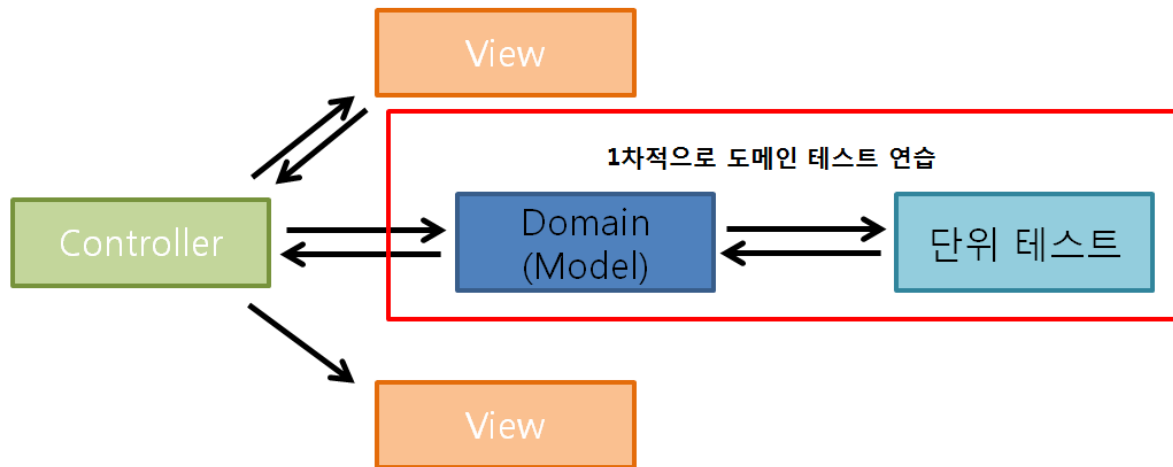 View
1차적으로 도메인 테스트 연습
Controller
Domain
(Model)
단위 테스트
View